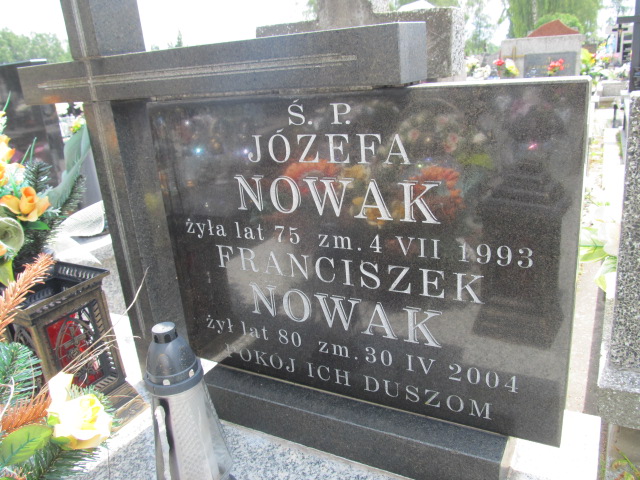 Ś. P.
JÓZEFA
NOWAK
żyła lat 75 zm. 4 VII 1993
FRANCISZEK
NOWAK
żył lat 80 zm. 30 IV 2004
POKÓJ ICH DUSZOM